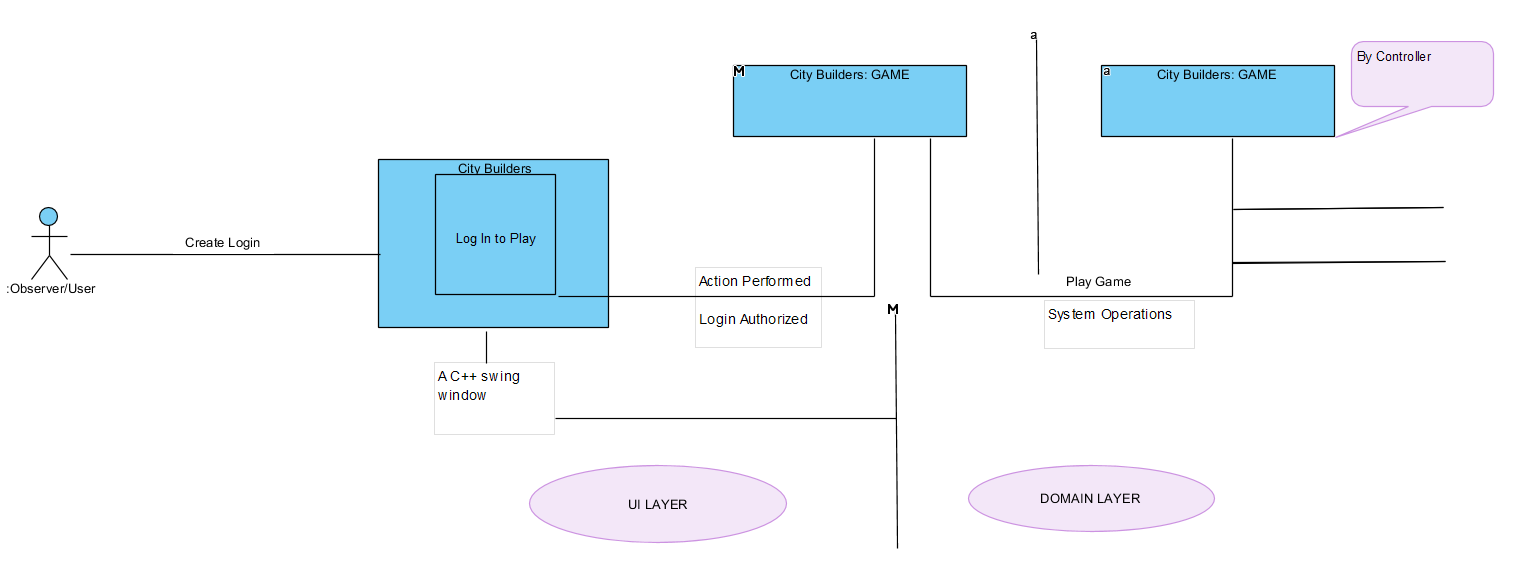 a
By Controller
M
City Builders: GAME
a
City Builders: GAME
City Builders
Log In to Play
Create Login
:Observer/User
Action Performed
Login Authorized
Play Game
M
System Operations
A C++ swing
window
UI LAYER
DOMAIN LAYER